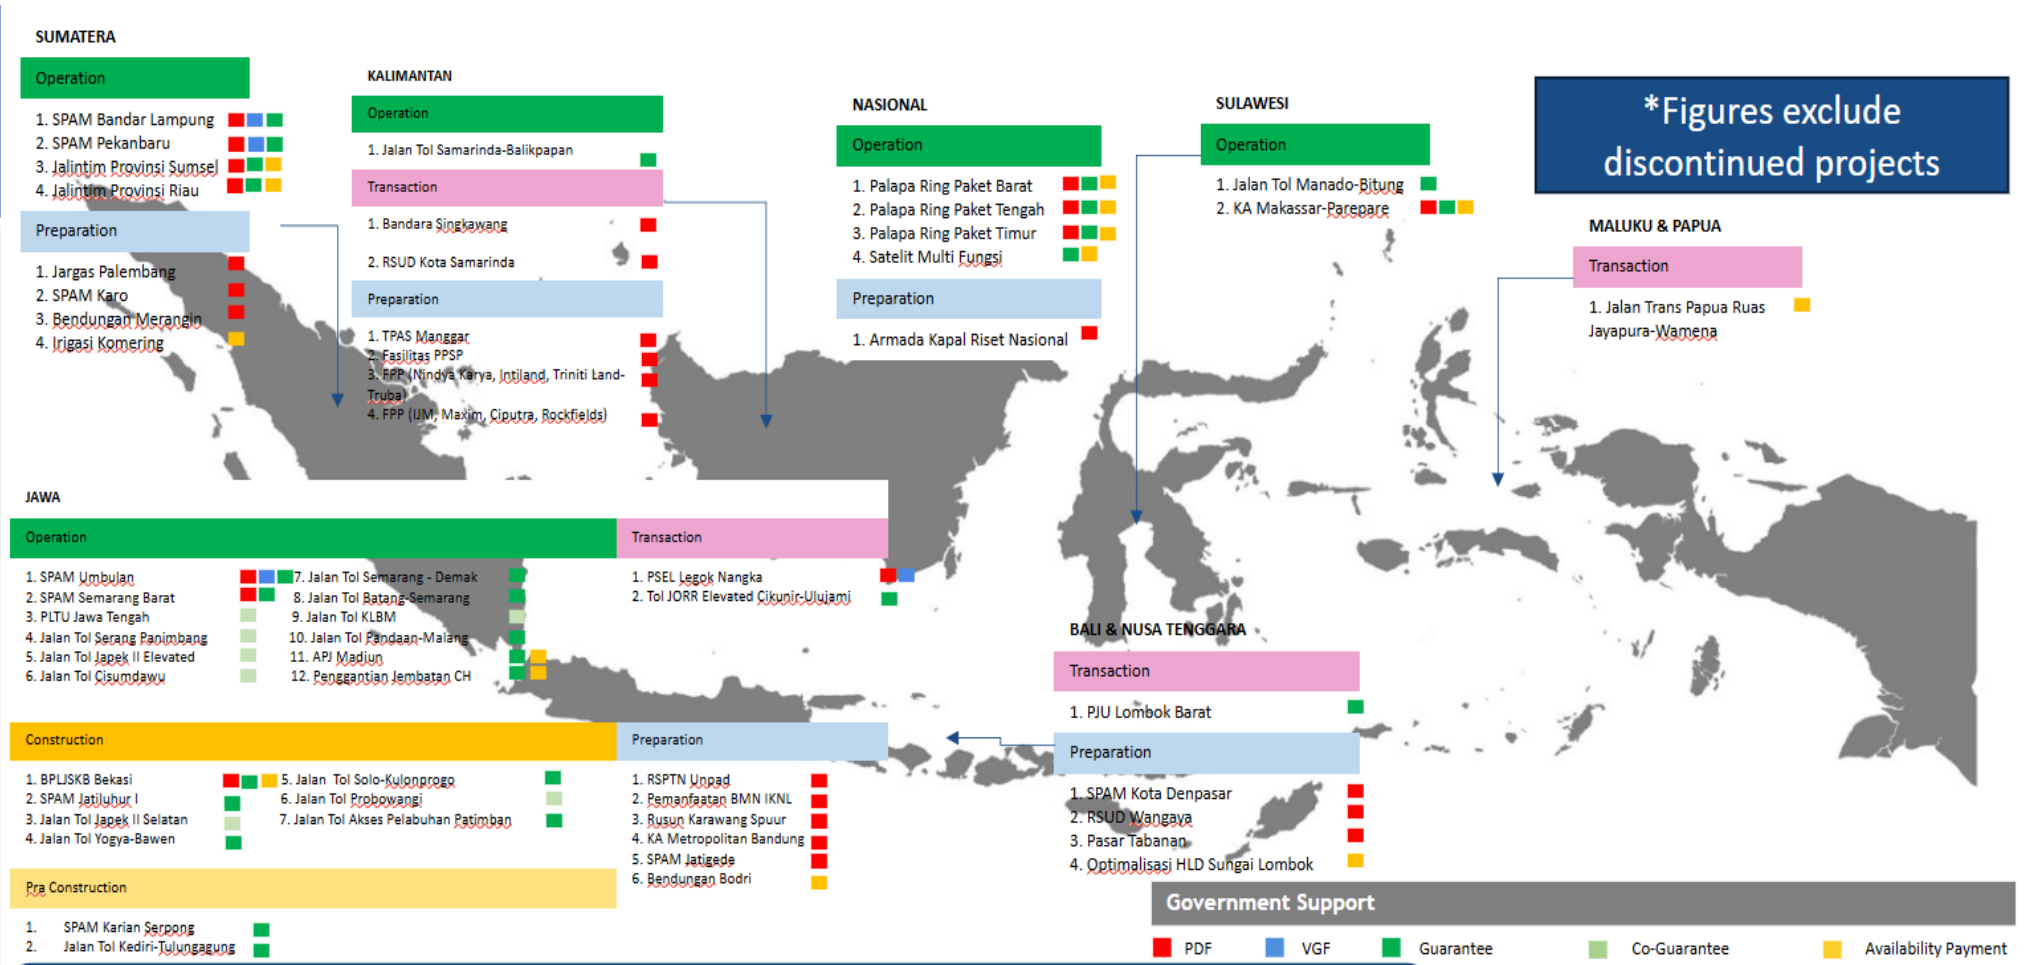 SUMATERA
Operation
1. SPAM Bandar Lampung
2. SPAM Pekanbaru
3. Jalintim Provinsi Sumsel
4. Jalintim Provinsi Riau
Preparation
1. Jargas Palembang
2. SPAM Karo
3. Bendungan Merangin
4. Irigasi Komering
KALIMANTAN
Operation
1. Jalan Tol Samarinda-Balikpapan
Transaction
1. Bandara Singkawang
2. RSUD Kota Samarinda
Preparation
1. TPAS Manggar
2. Fasilitas PPSP
3. FPP (Nindya Karya, Intiland, Triniti Land-
Truba)
4. FPP (IJM, Maxim, Ciputra, Rockfields)
NASIONAL
Operation
1. Palapa Ring Paket Barat
2. Palapa Ring Paket Tengah
3. Palapa Ring Paket Timur
4. Satelit Multi Fungsi
Preparation
1. Armada Kapal Riset Nasional
SULAWESI
Operation
1. Jalan Tol Manado-Bitung
2. KA Makassar-Parepare
*Figures exclude
discontinued projects
MALUKU & PAPUA
Transaction
1. Jalan Trans Papua Ruas
Jayapura-Wamena
JAWA
Operation
1. SPAM Umbulan
2. SPAM Semarang Barat
3. PLTU Jawa Tengah
4. Jalan Tol Serang Panimbang
5. Jalan Tol Japek II Elevated
6. Jalan Tol Cisumdawu
7. Jalan Tol Semarang - Demak
8. Jalan Tol Batang-Semarang
9. Jalan Tol KLBM
10. Jalan Tol Pandaan-Malang
11. APJ Madiun
12. Penggantian Jembatan CH
Transaction
1. PSEL Legok Nangka
2. Tol JORR Elevated Cikunir-Ulujami
Construction
1. BPLJSKB Bekasi
2. SPAM Jatiluhur I
3. Jalan Tol Japek II Selatan
4. Jalan Tol Yogya-Bawen
5. Jalan Tol Solo-Kulonprogo
6. Jalan Tol Probowangi
7. Jalan Tol Akses Pelabuhan Patimban
Preparation
1. RSPTN Unpad
2. Pemanfaatan BMN IKNL
3. Rusun Karawang Spuur
4. KA Metropolitan Bandung
5. SPAM Jatigede
6. Bendungan Bodri
Pra Construction
1. SPAM Karian Serpong
2. Jalan Tol Kediri-Tulungagung
BALI & NUSA TENGGARA
Transaction
1. PJU Lombok Barat
Preparation
1. SPAM Kota Denpasar
2. RSUD Wangaya
3. Pasar Tabanan
4. Optimalisasi HLD Sungai Lombok
Government Support
PDF
VGF
Guarantee
Co-Guarantee
Availability Payment